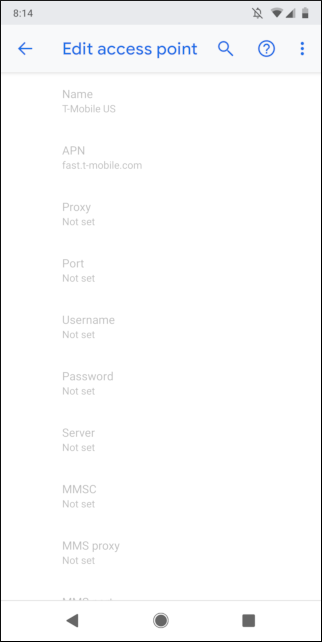 8:14
Edit access point
Name
T-Mobile US
APN
fast.t-mobile.com
Proxy
Not set
Port
Not set
Username
Not set
Password
Not set
Server
Not set
MMSC
Not set
MMS proxy
Not set